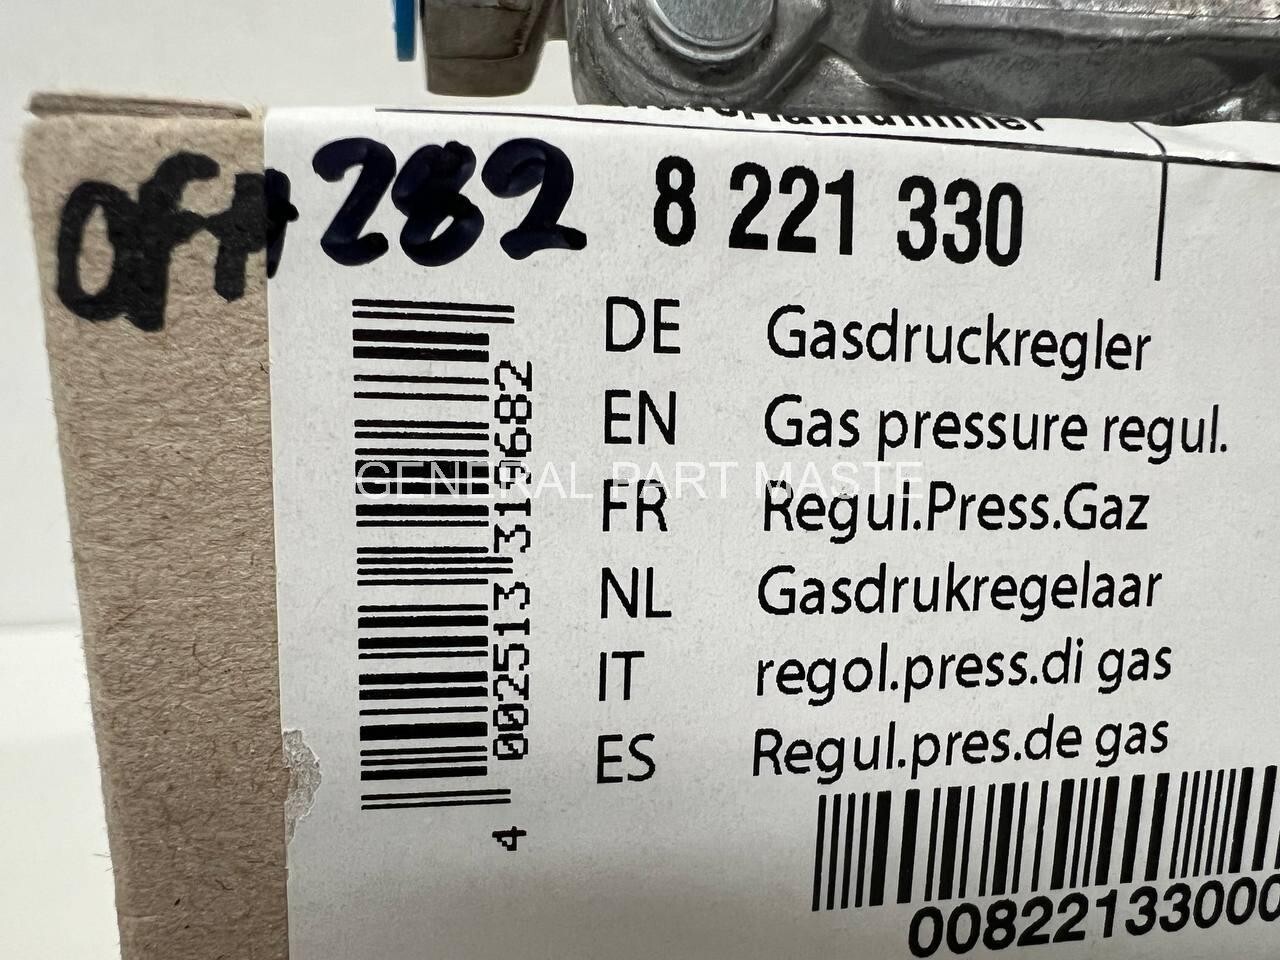 OFH 282
8 221 330
DE Gasdruckregler
EN Gas pressure regul.
FR Regul.Press.Gaz
NL Gasdrukregelaar
IT regol.press.di gas
ES Regul.pres.de gas
4 002513 319682
GENERAL PART MASTE
00822133000